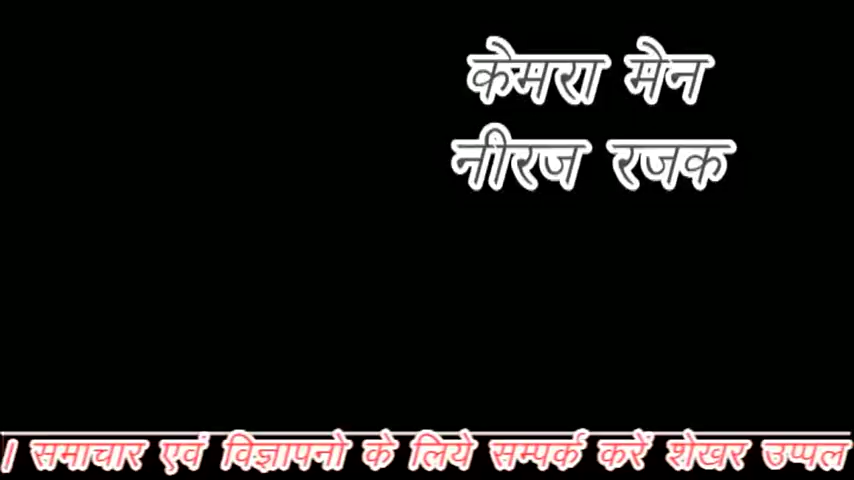 केमरा मेन
नीरज रजक
। समाचार एवं विज्ञापनो के लिये सम्पर्क करें शेखर उप्पल